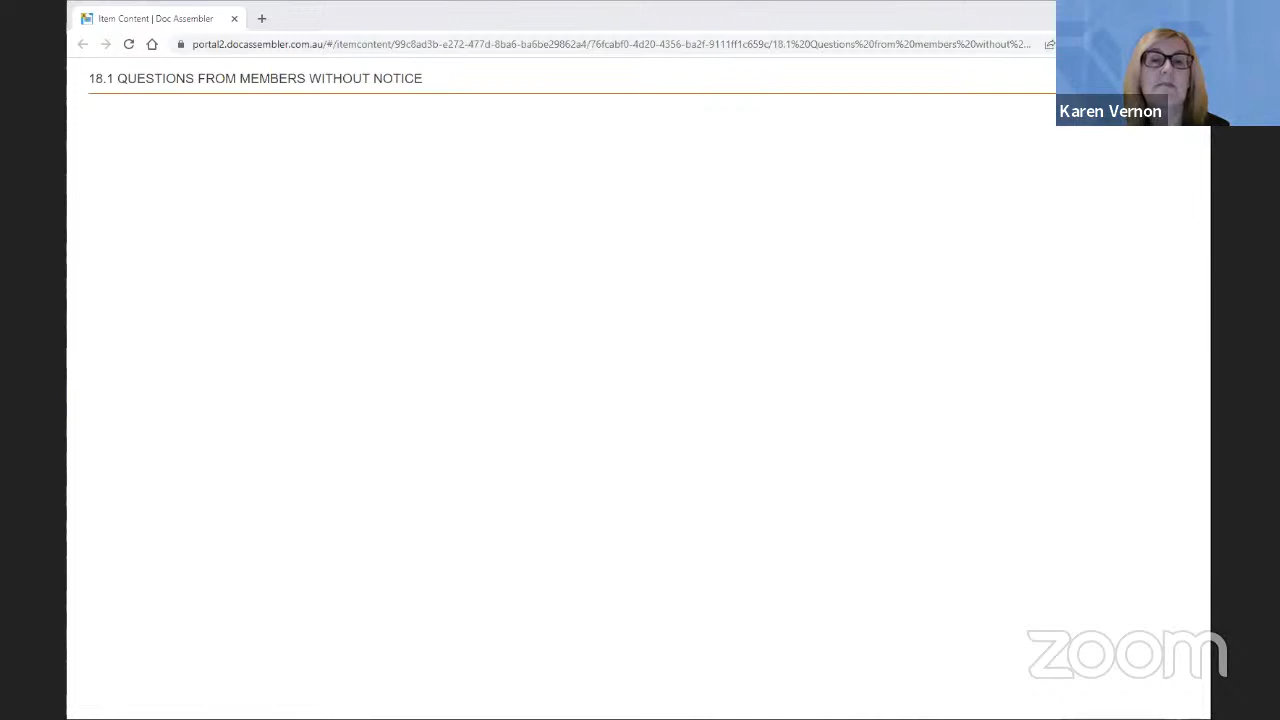 Item Content | Doc Assembler
portal2.docassembler.com.au/#/itemcontent/99c8ad3b-e272-477d-8ba6-ba6be29862a4/76fcabf0-4d20-4356-ba2f-9111ff1c659c/18.1%20Questions%20from%20members%20without%2...
18.1 QUESTIONS FROM MEMBERS WITHOUT NOTICE
Karen Vernon
zoom